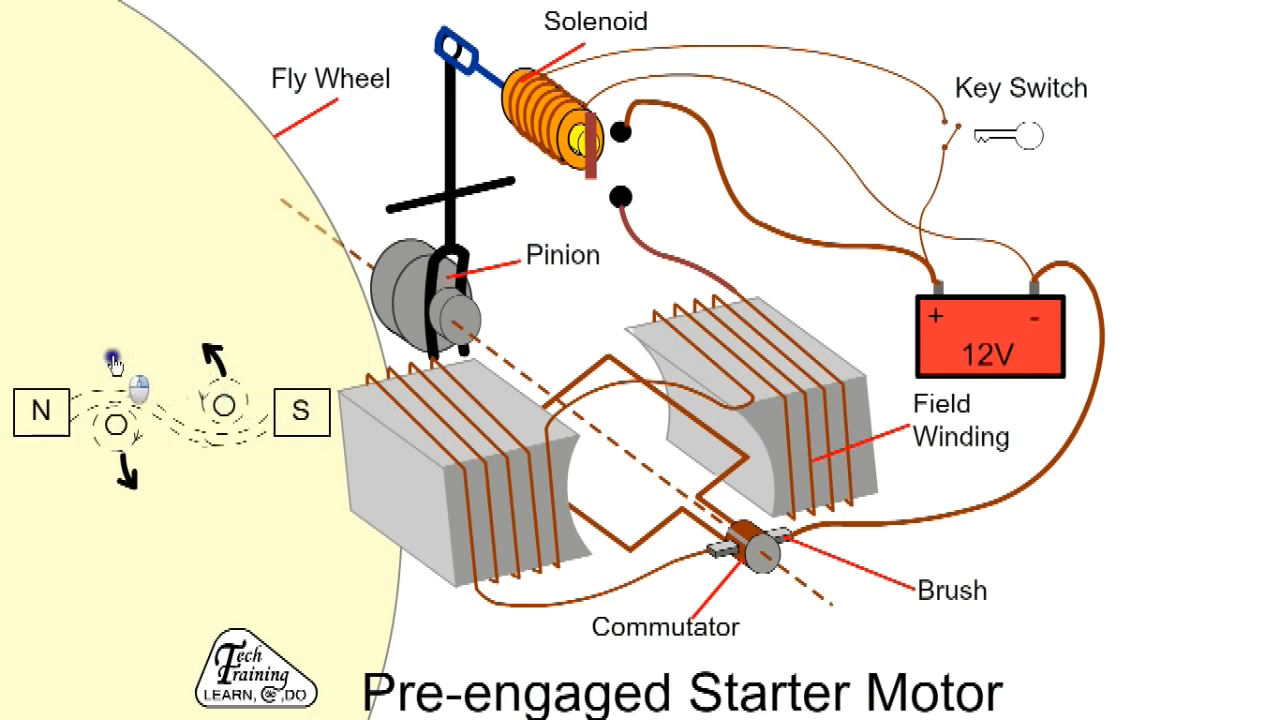 Solenoid
Fly Wheel
Key Switch
Pinion
+ -
12V
N S
Field
Winding
Brush
Commutator
Tech
Training
LEARN, @ ,DO
Pre-engaged Starter Motor